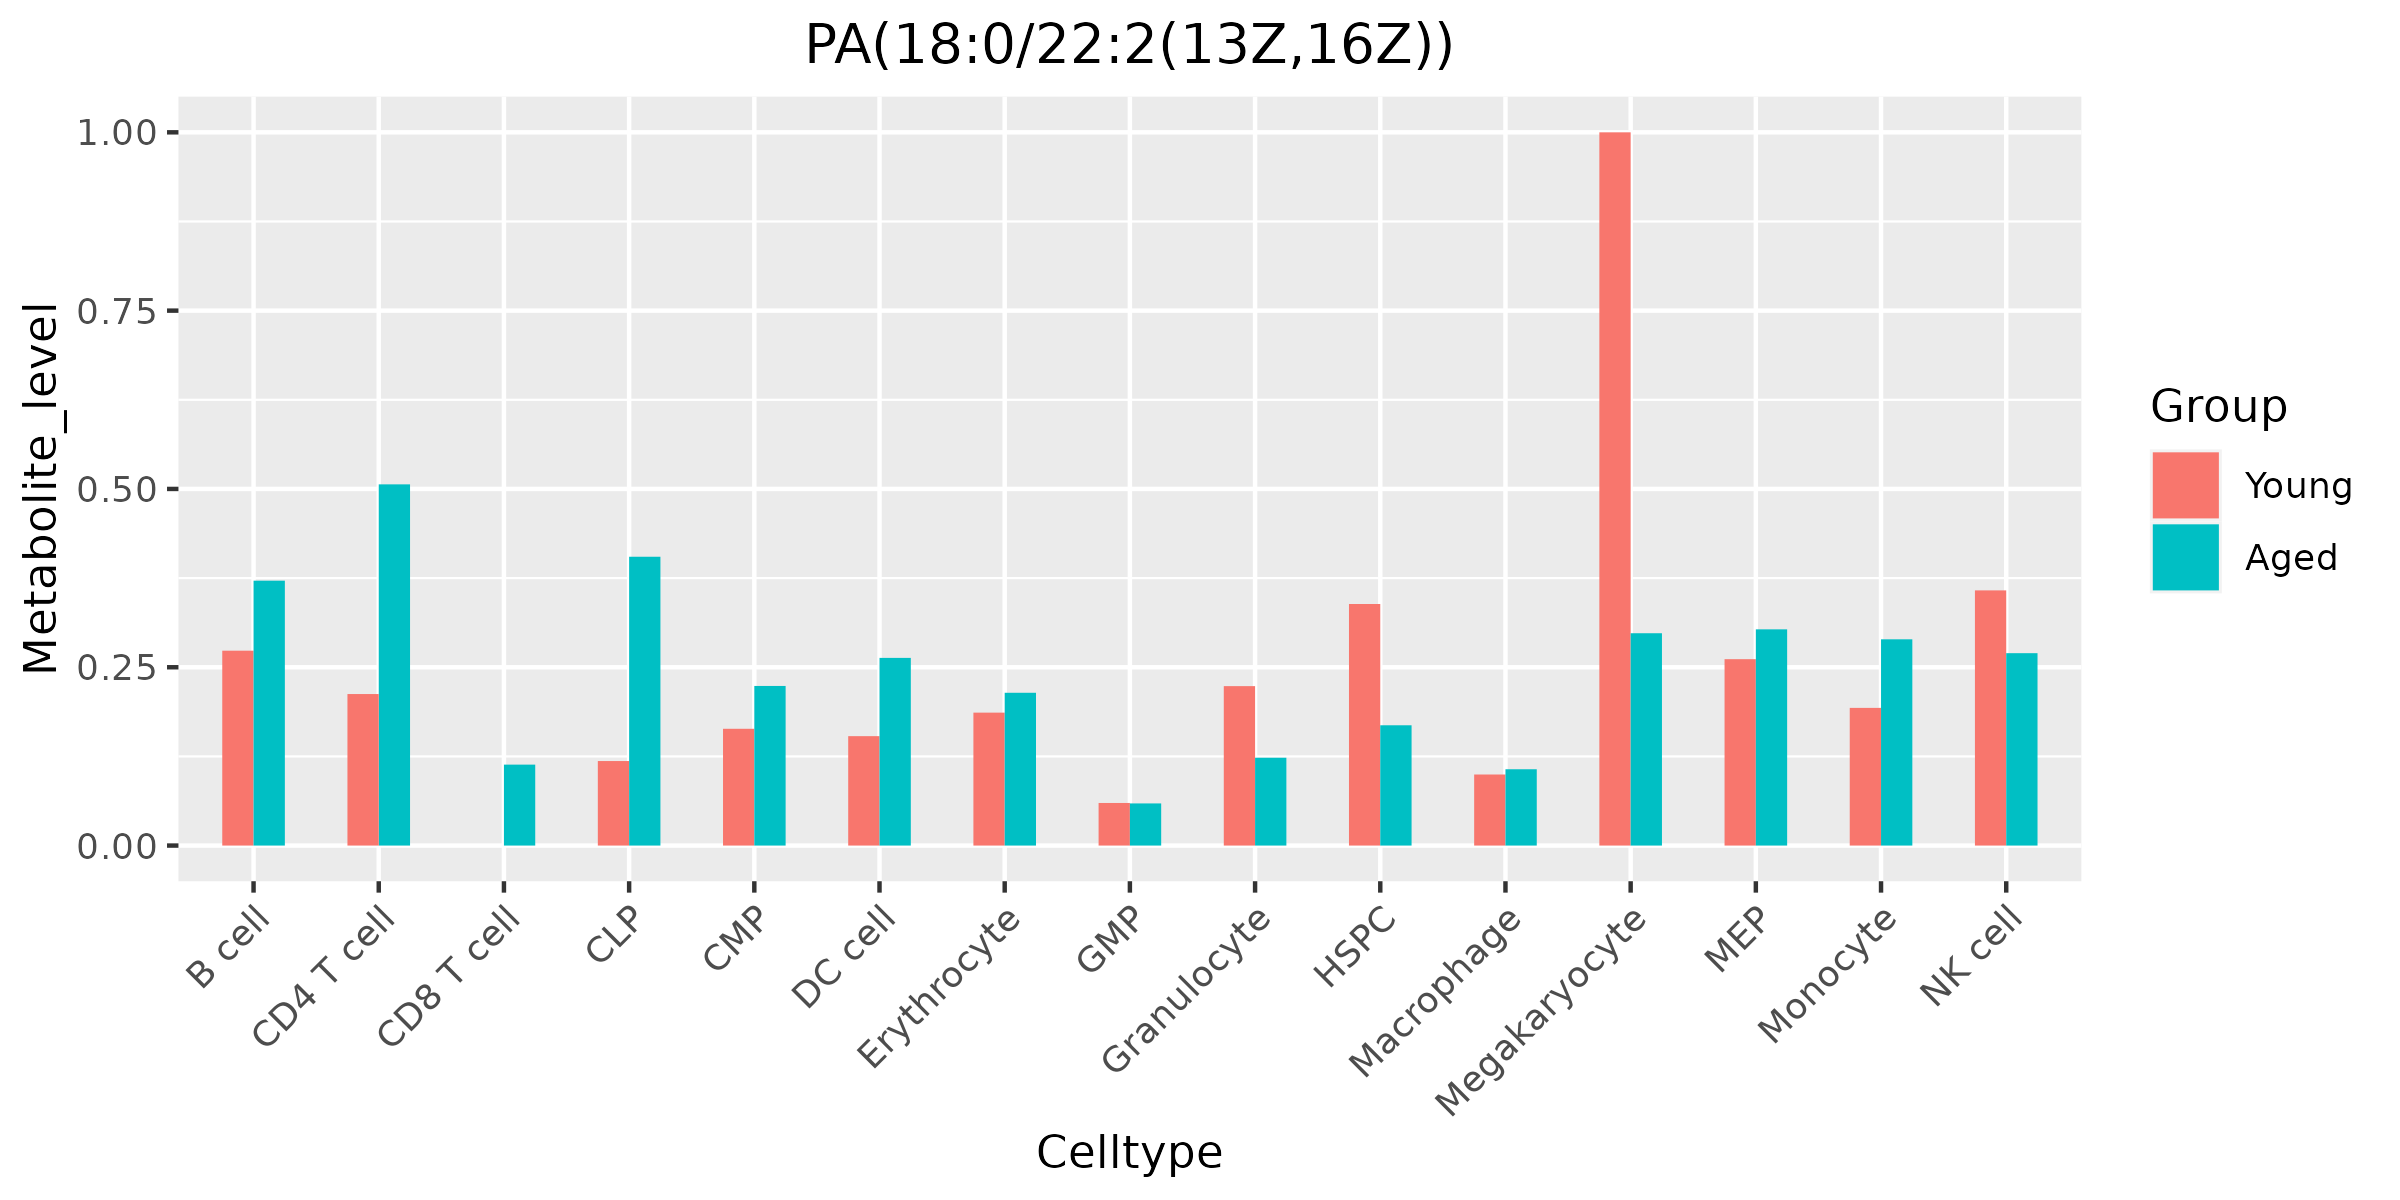 PA(18:0/22:2(13Z,16Z))
Metabolite_level
1.00
0.75
0.50
0.25
0.00
B cell
CD4 T cell
CD8 T cell
CLP
CMP
DC cell
Erythrocyte
GMP
Granulocyte
HSPC
Macrophage
Megakaryocyte
MEP
Monocyte
NK cell
Celltype
Group
Young
Aged